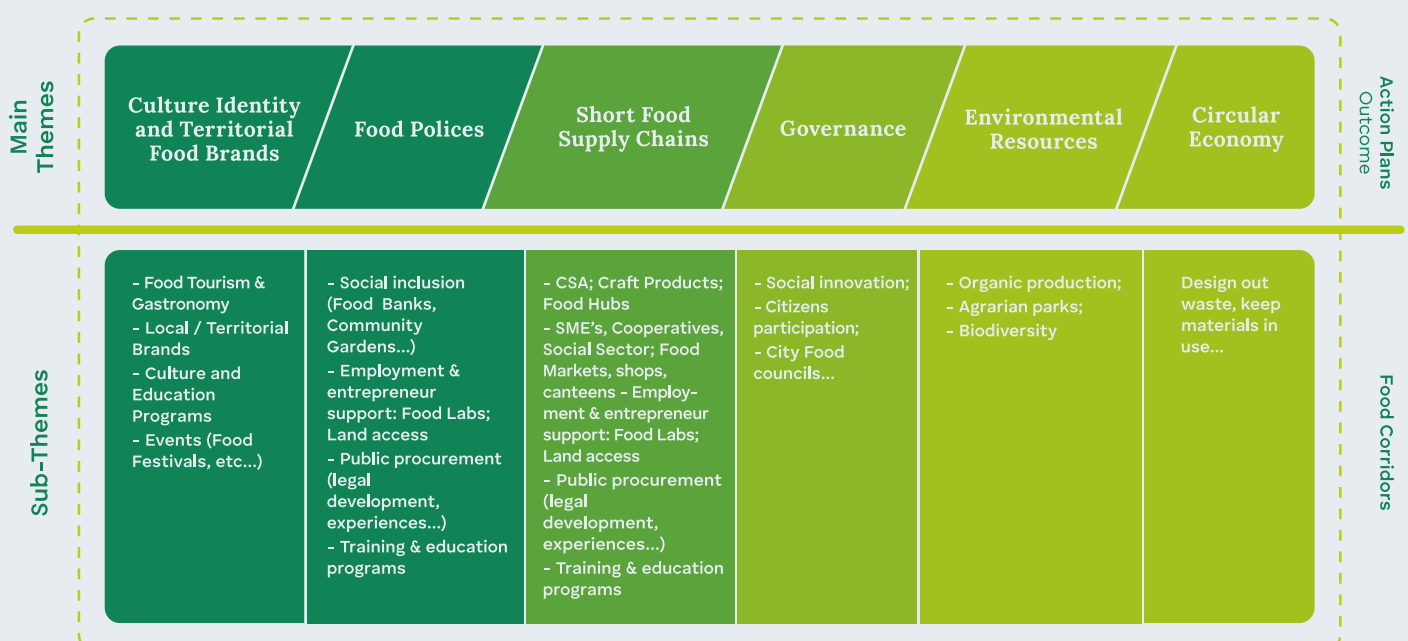 Main
Themes
Culture Identity
and Territorial
Food Brands
Food Polices
Short Food
Supply Chains
Governance
Environmental
Resources
Circular
Economy
Action Plans
Outcome
Sub-Themes
- Food Tourism &
Gastronomy
- Local / Territorial
Brands
- Culture and
Education
Programs
- Events (Food
Festivals, etc...)
- Social inclusion
(Food Banks,
Community
Gardens...)
- Employment &
entrepreneur
support: Food Labs;
Land access
- Public procurement
(legal
development,
experiences...)
- Training & education
programs
- CSA; Craft Products;
Food Hubs
- SME's, Cooperatives,
Social Sector; Food
Markets, shops,
canteens - Employ-
ment & entrepreneur
support: Food Labs;
Land access
- Public procurement
(legal
development,
experiences...)
- Training & education
programs
- Social innovation;
- Citizens
participation;
- City Food
councils...
- Organic production;
- Agrarian parks;
- Biodiversity
Design out
waste, keep
materials in
use...
Food Corridors